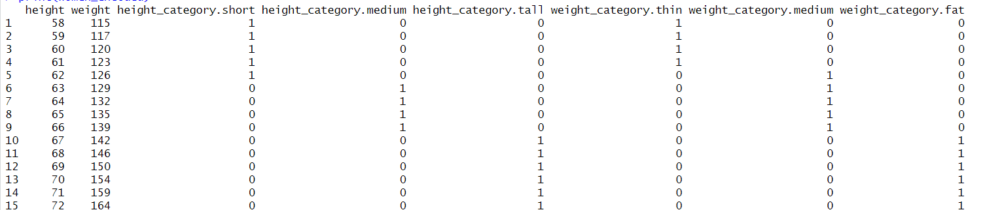 > print(women_encoded)
height weight height_category.short height_category.medium height_category.tall weight_category.thin weight_category.medium weight_category.fat
1 58 115 1 0 0 1 0 0
2 59 117 1 0 0 1 0 0
3 60 120 1 0 0 1 0 0
4 61 123 1 0 0 1 0 0
5 62 126 1 0 0 0 1 0
6 63 129 0 1 0 0 1 0
7 64 132 0 1 0 0 1 0
8 65 135 0 1 0 0 1 0
9 66 139 0 1 0 0 1 0
10 67 142 0 0 1 0 0 1
11 68 146 0 0 1 0 0 1
12 69 150 0 0 1 0 0 1
13 70 154 0 0 1 0 0 1
14 71 159 0 0 1 0 0 1
15 72 164 0 0 1 0 0 1